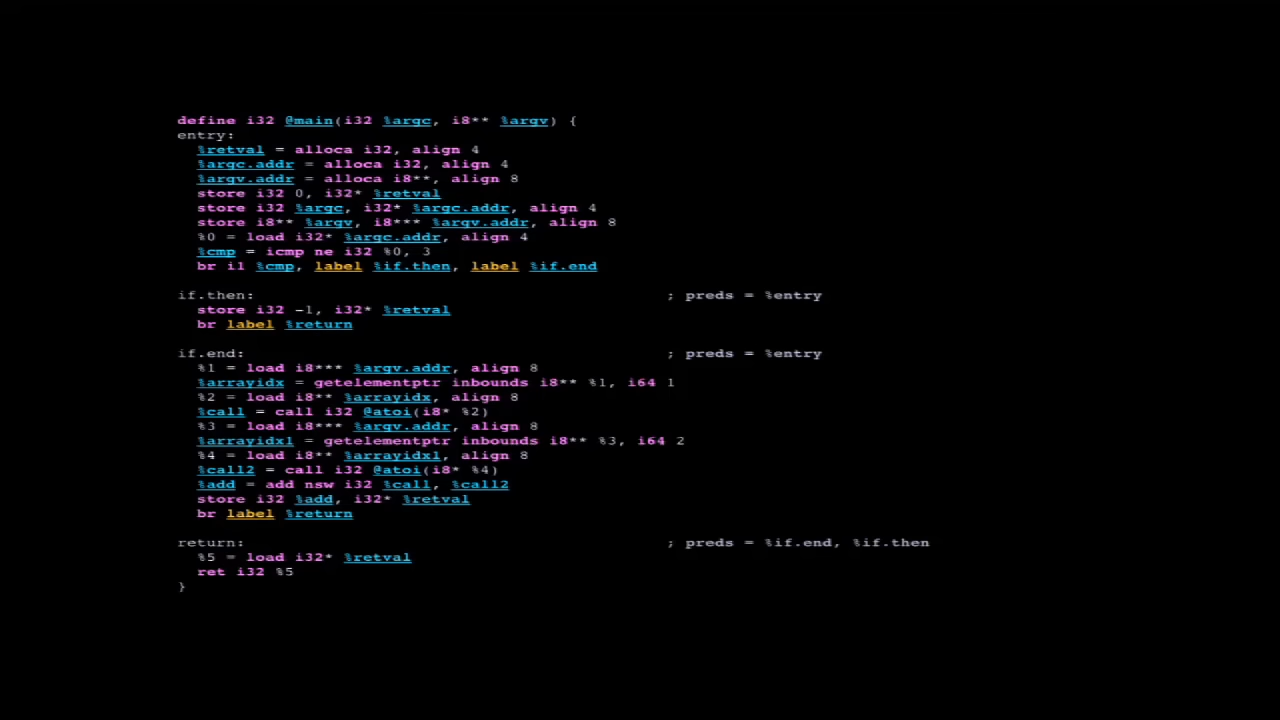 define i32 @main(i32 %argc, i8** %argv) {
entry:
%retval = alloca i32, align 4
%argc.addr = alloca i32, align 4
%argv.addr = alloca i8**, align 8
store i32 0, i32* %retval
store i32 %argc, i32* %argc.addr, align 4
store i8** %argv, i8*** %argv.addr, align 8
%0 = load i32* %argc.addr, align 4
%cmp = icmp ne i32 %0, 3
br i1 %cmp, label %if.then, label %if.end
if.then: ; preds = %entry
store i32 -1, i32* %retval
br label %return
if.end: ; preds = %entry
%1 = load i8*** %argv.addr, align 8
%arrayidx = getelementptr inbounds i8** %1, i64 1
%2 = load i8** %arrayidx, align 8
%call = call i32 @atoi(i8* %2)
%3 = load i8*** %argv.addr, align 8
%arrayidx1 = getelementptr inbounds i8** %3, i64 2
%4 = load i8** %arrayidx1, align 8
%call2 = call i32 @atoi(i8* %4)
%add = add nsw i32 %call, %call2
store i32 %add, i32* %retval
br label %return
return: ; preds = %if.end, %if.then
%5 = load i32* %retval
ret i32 %5
}